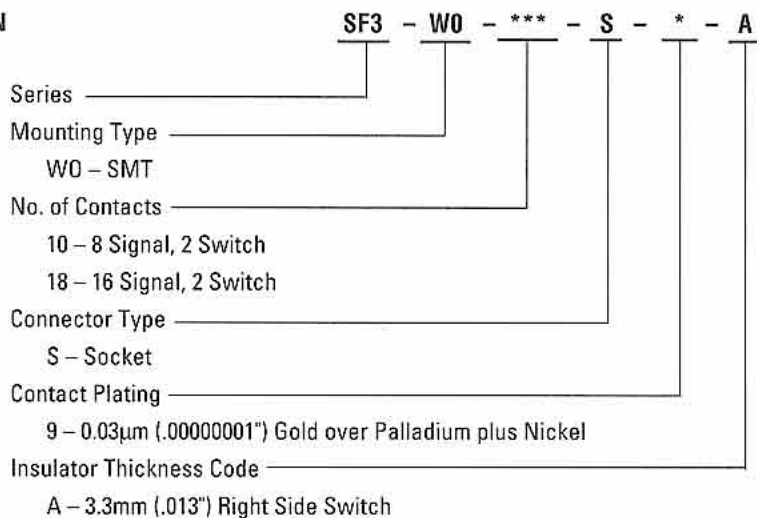 N
SF3 - W0 - *** - S - * - A
Series
Mounting Type
W0 – SMT
No. of Contacts
10 – 8 Signal, 2 Switch
18 – 16 Signal, 2 Switch
Connector Type
S – Socket
Contact Plating
9 – 0.03µm (.00000001") Gold over Palladium plus Nickel
Insulator Thickness Code
A – 3.3mm (.013") Right Side Switch